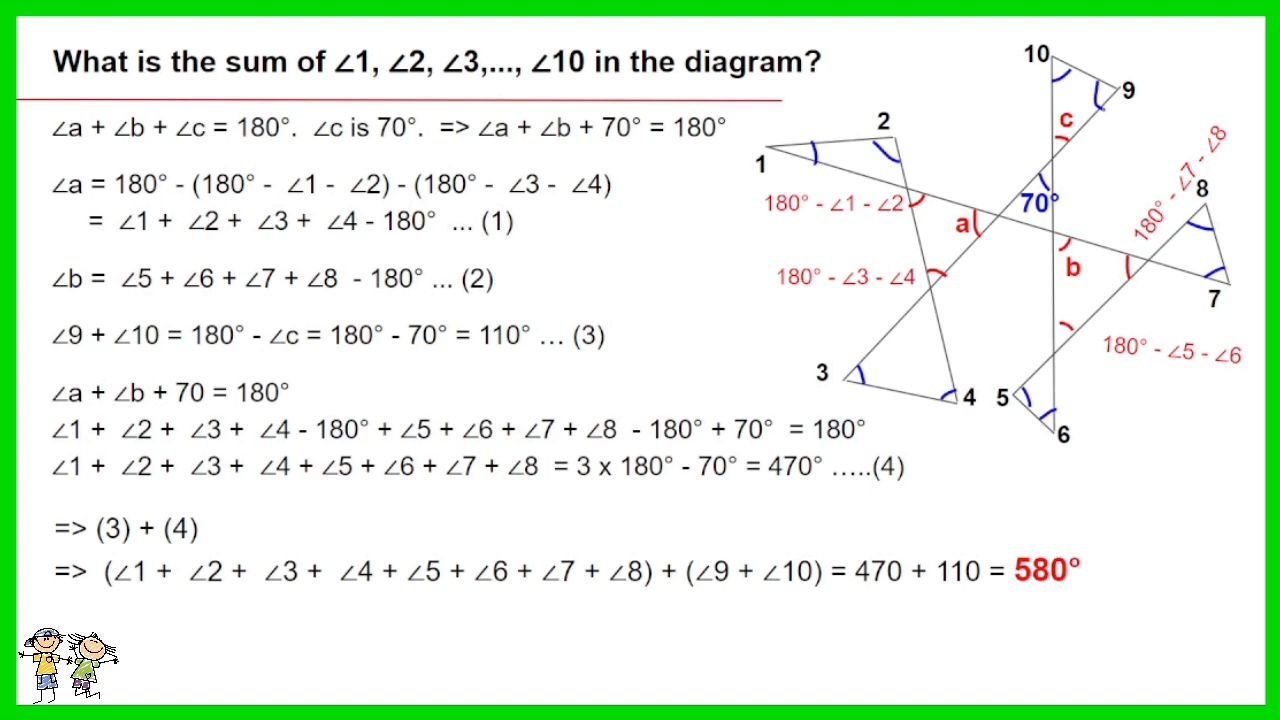 What is the sum of ∠1, ∠2, ∠3,..., ∠10 in the diagram?
∠a + ∠b + ∠c = 180°. ∠c is 70°. => ∠a + ∠b + 70° = 180°
∠a = 180° - (180° - ∠1 - ∠2) - (180° - ∠3 - ∠4)
= ∠1 + ∠2 + ∠3 + ∠4 - 180° ... (1)
∠b = ∠5 + ∠6 + ∠7 + ∠8 - 180° ... (2)
∠9 + ∠10 = 180° - ∠c = 180° - 70° = 110° ... (3)
∠a + ∠b + 70 = 180°
∠1 + ∠2 + ∠3 + ∠4 - 180° + ∠5 + ∠6 + ∠7 + ∠8 - 180° + 70° = 180°
∠1 + ∠2 + ∠3 + ∠4 + ∠5 + ∠6 + ∠7 + ∠8 = 3 x 180° - 70° = 470° .....(4)
=> (3) + (4)
=> (∠1 + ∠2 + ∠3 + ∠4 + ∠5 + ∠6 + ∠7 + ∠8) + (∠9 + ∠10) = 470 + 110 = 580°
10
9
c
2
1
180° - ∠1 - ∠2
a
70°
180° - ∠7 - ∠8
8
b
180° - ∠3 - ∠4
7
180° - ∠5 - ∠6
3
4
5
6